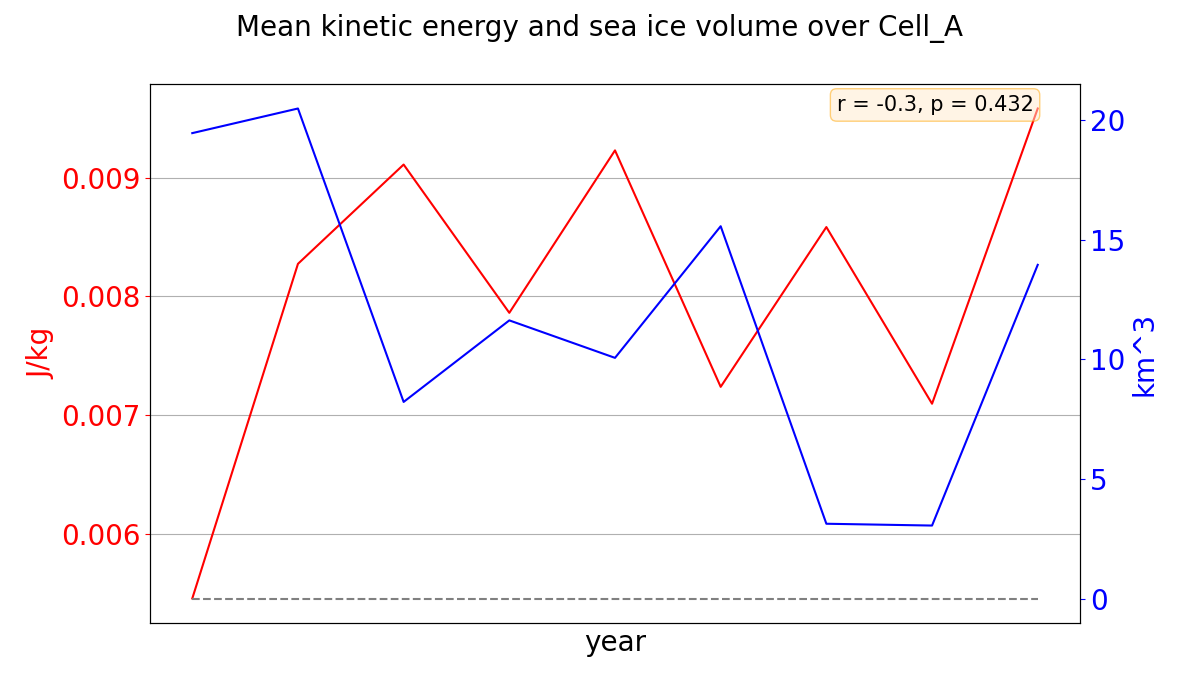 Mean kinetic energy and sea ice volume over Cell_A
r = -0.3, p = 0.432
0.009
0.008
0.007
0.006
J/kg
20
15
10
5
0
km^3
year